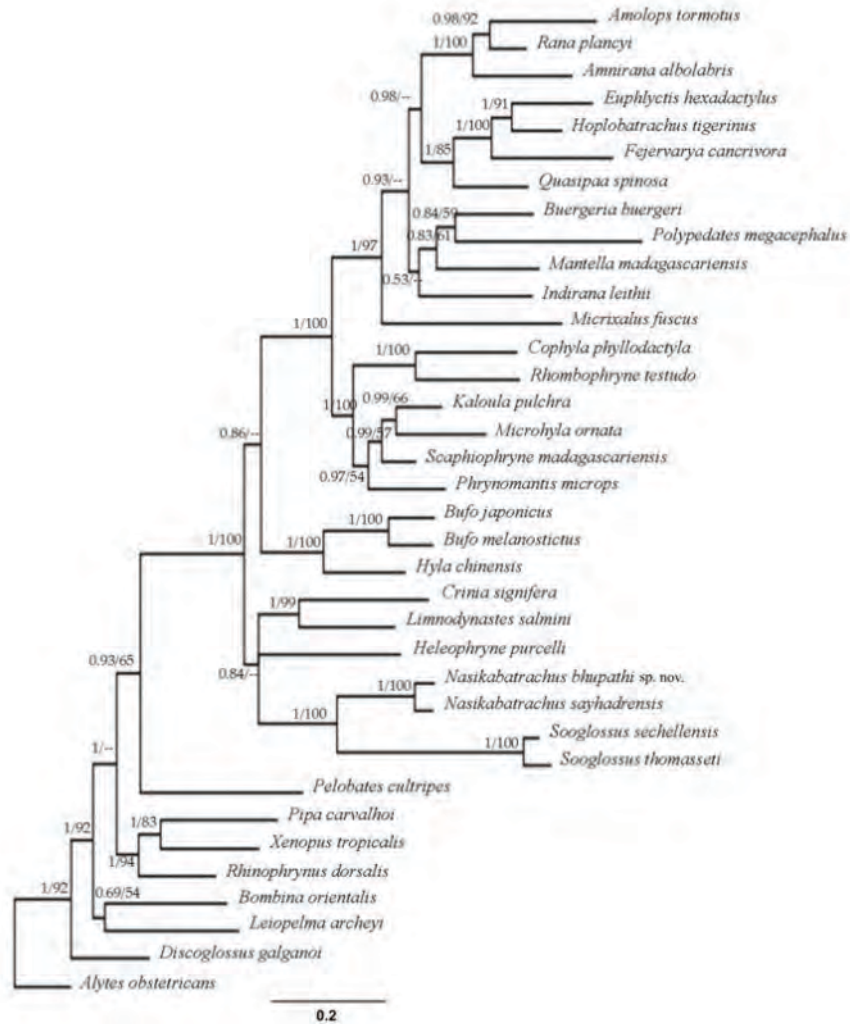 0.98/92
Amolops tormotus
1/100
Rana plancyi
Amnirana albolabris
0.98/--
1/91
Euphlyctis hexadactylus
1/100
Hoplobatrachus tigerinus
1/85
Fejervarya cancrivora
0.93/--
Quasipaa spinosa
0.84/59
Buergeria buergeri
0.83/61
Polypedates megacephalus
1/97
Mantella madagascariensis
0.53/--
Indirana leithii
1/100
Micrixalus fuscus
1/100
Cophyla phyllodactyla
Rhombophryne testudo
1/100
0.99/66
Kaloula pulchra
0.99/57
Microhyla ornata
0.86/--
Scaphiophryne madagascariensis
0.97/54
Phrynomantis microps
1/100
Bufo japonicus
1/100
1/100
Bufo melanostictus
Hyla chinensis
1/99
Crinia signifera
Limnodynastes salmini
Heleophryne purcelli
0.93/65
0.84/--
1/100
Nasikabatrachus bhupathi sp. nov.
1/100
Nasikabatrachus sayhadrensis
1/100
Sooglossus sechellensis
1/--
Sooglossus thomasseti
Pelobates cultripes
1/92
1/83
Pipa carvalhoi
Xenopus tropicalis
1/94
Rhinophrynus dorsalis
1/92
0.69/54
Bombina orientalis
Leiopelma archeyi
Discoglossus galganoi
Alytes obstetricans
0.2